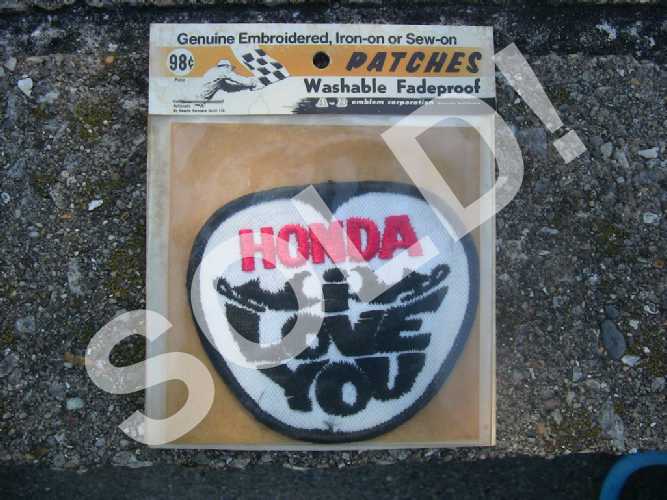 Genuine Embroidered, Iron-on or Sew-on
98¢
PATCHES
Washable Fadeproof
emblem corporation
HONDA
i
LOVE
YOU
SOLD!